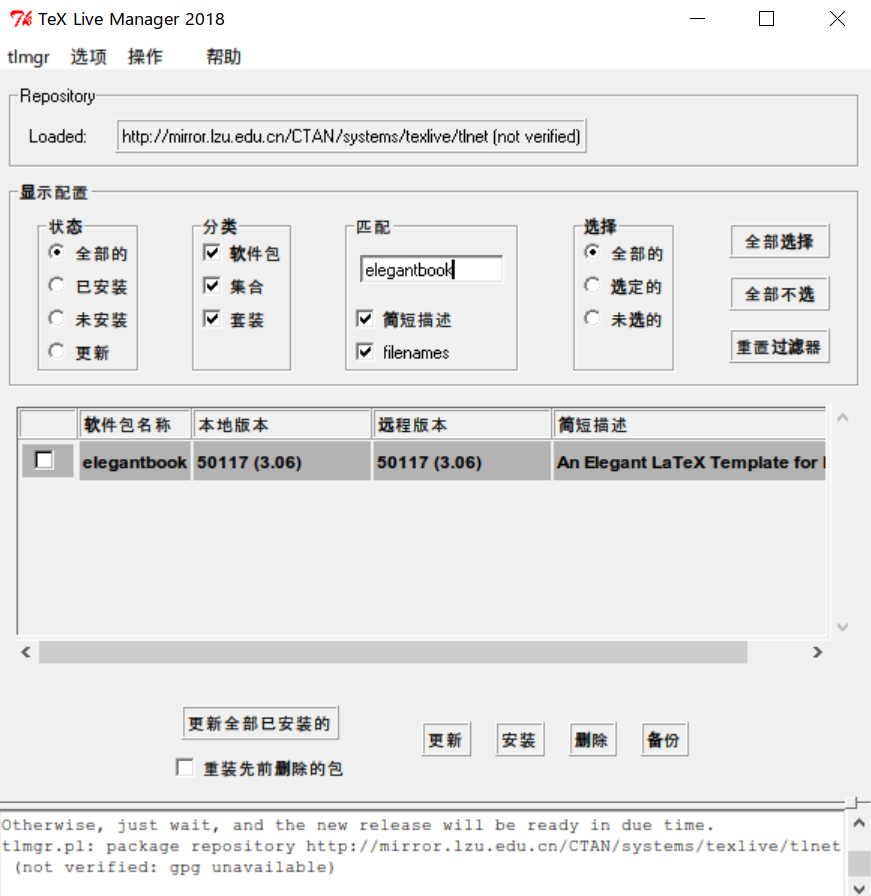 TeX Live Manager 2018
tlmgr 选项 操作 帮助
Repository
Loaded: http://mirror.lzu.edu.cn/CTAN/systems/texlive/tlnet (not verified)
显示配置
状态 分类 匹配 选择
全部的 软件包 elegantbook 全部的 全部选择
已安装 集合 选定的 全部不选
未安装 套装 简短描述 未选的
更新 filenames 重置过滤器
软件包名称 本地版本 远程版本 简短描述
elegantbook 50117 (3.06) 50117 (3.06) An Elegant LaTeX Template for
更新全部已安装的
更新 安装 删除 备份
重装先前删除的包
Otherwise, just wait, and the new release will be ready in due time.
tlmgr.pl: package repository http://mirror.lzu.edu.cn/CTAN/systems/texlive/tlnet
(not verified: gpg unavailable)